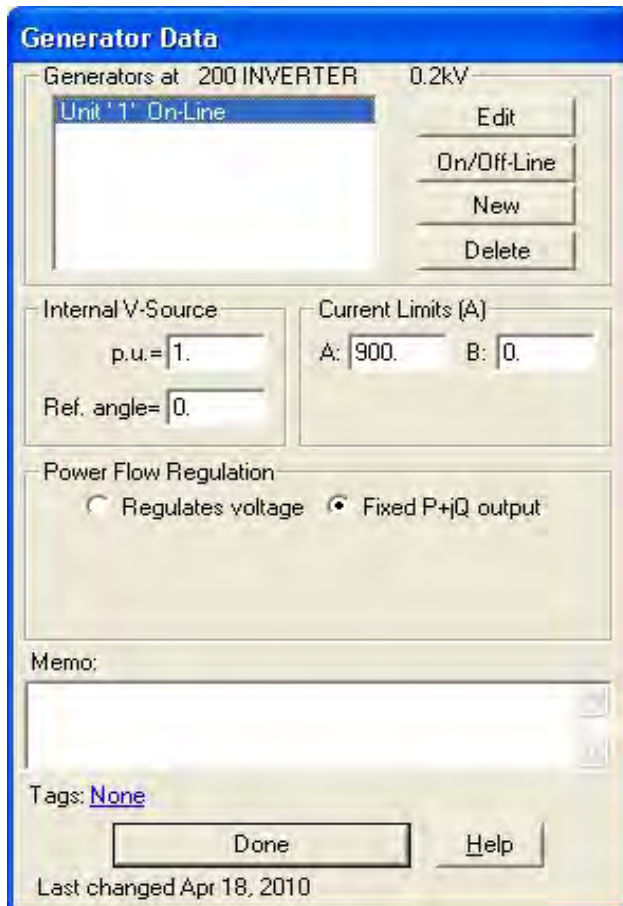 Generator Data
Generators at 200 INVERTER 0.2kV
Unit '1' On-Line
Edit
On/Off-Line
New
Delete
Internal V-Source
p.u.= 1.
Ref. angle= 0.
Current Limits (A)
A: 900. B: 0.
Power Flow Regulation
Regulates voltage Fixed P+jQ output
Memo:
Tags: None
Done Help
Last changed Apr 18, 2010